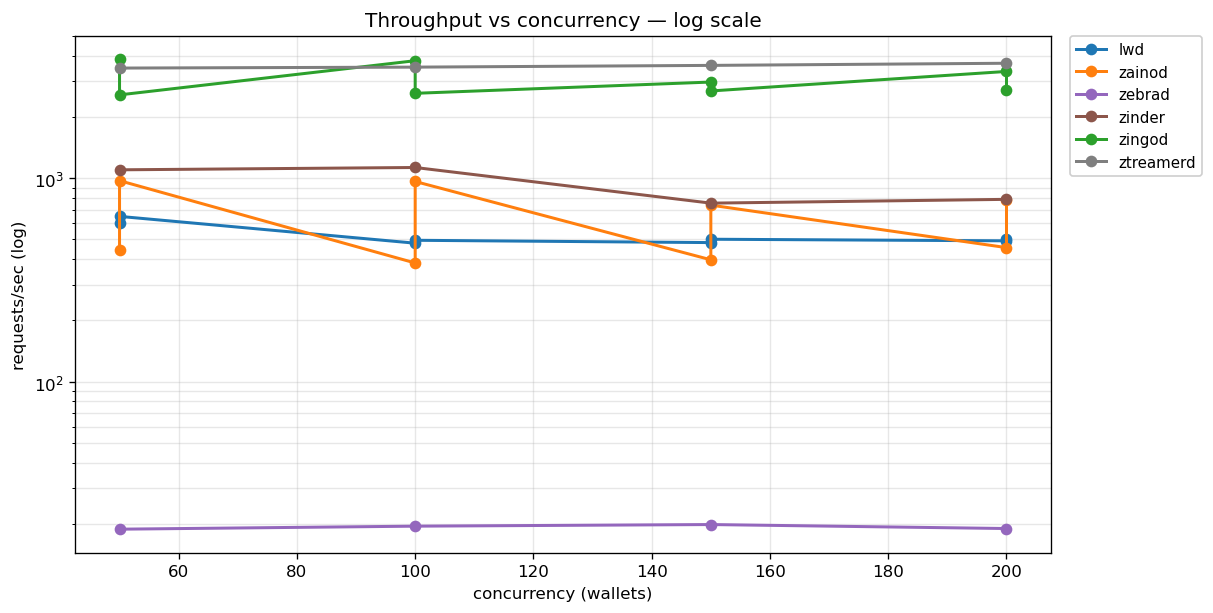 Throughput vs concurrency — log scale
requests/sec (log)
10³
10²
60 80 100 120 140 160 180 200
concurrency (wallets)
lwd
zainod
zebrad
zinder
zingod
ztreamerd